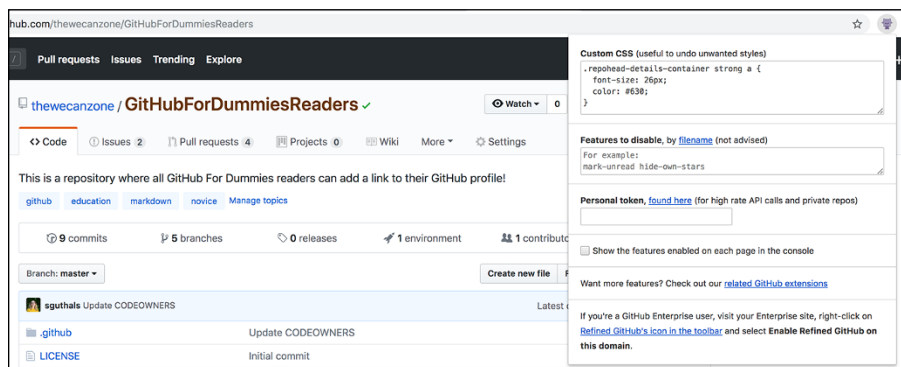 hub.com/thewecanzone/GitHubForDummiesReaders
/ Pull requests Issues Trending Explore
thewecanzone / GitHubForDummiesReaders ✓
Watch 0
<> Code Issues 2 Pull requests 4 Projects 0 Wiki More Settings
This is a repository where all GitHub For Dummies readers can add a link to their GitHub profile!
github education markdown novice Manage topics
9 commits 5 branches 0 releases 1 environment 1 contributo
Branch: master Create new file
sguthals Update CODEOWNERS Latest
.github Update CODEOWNERS
LICENSE Initial commit
Custom CSS (useful to undo unwanted styles)
.repohead-details-container strong a {
font-size: 26px;
color: #630;
}
Features to disable, by filename (not advised)
For example:
mark-unread hide-own-stars
Personal token, found here (for high rate API calls and private repos)
Show the features enabled on each page in the console
Want more features? Check out our related GitHub extensions
If you're a GitHub Enterprise user, visit your Enterprise site, right-click on
Refined GitHub's icon in the toolbar and select Enable Refined GitHub on
this domain.